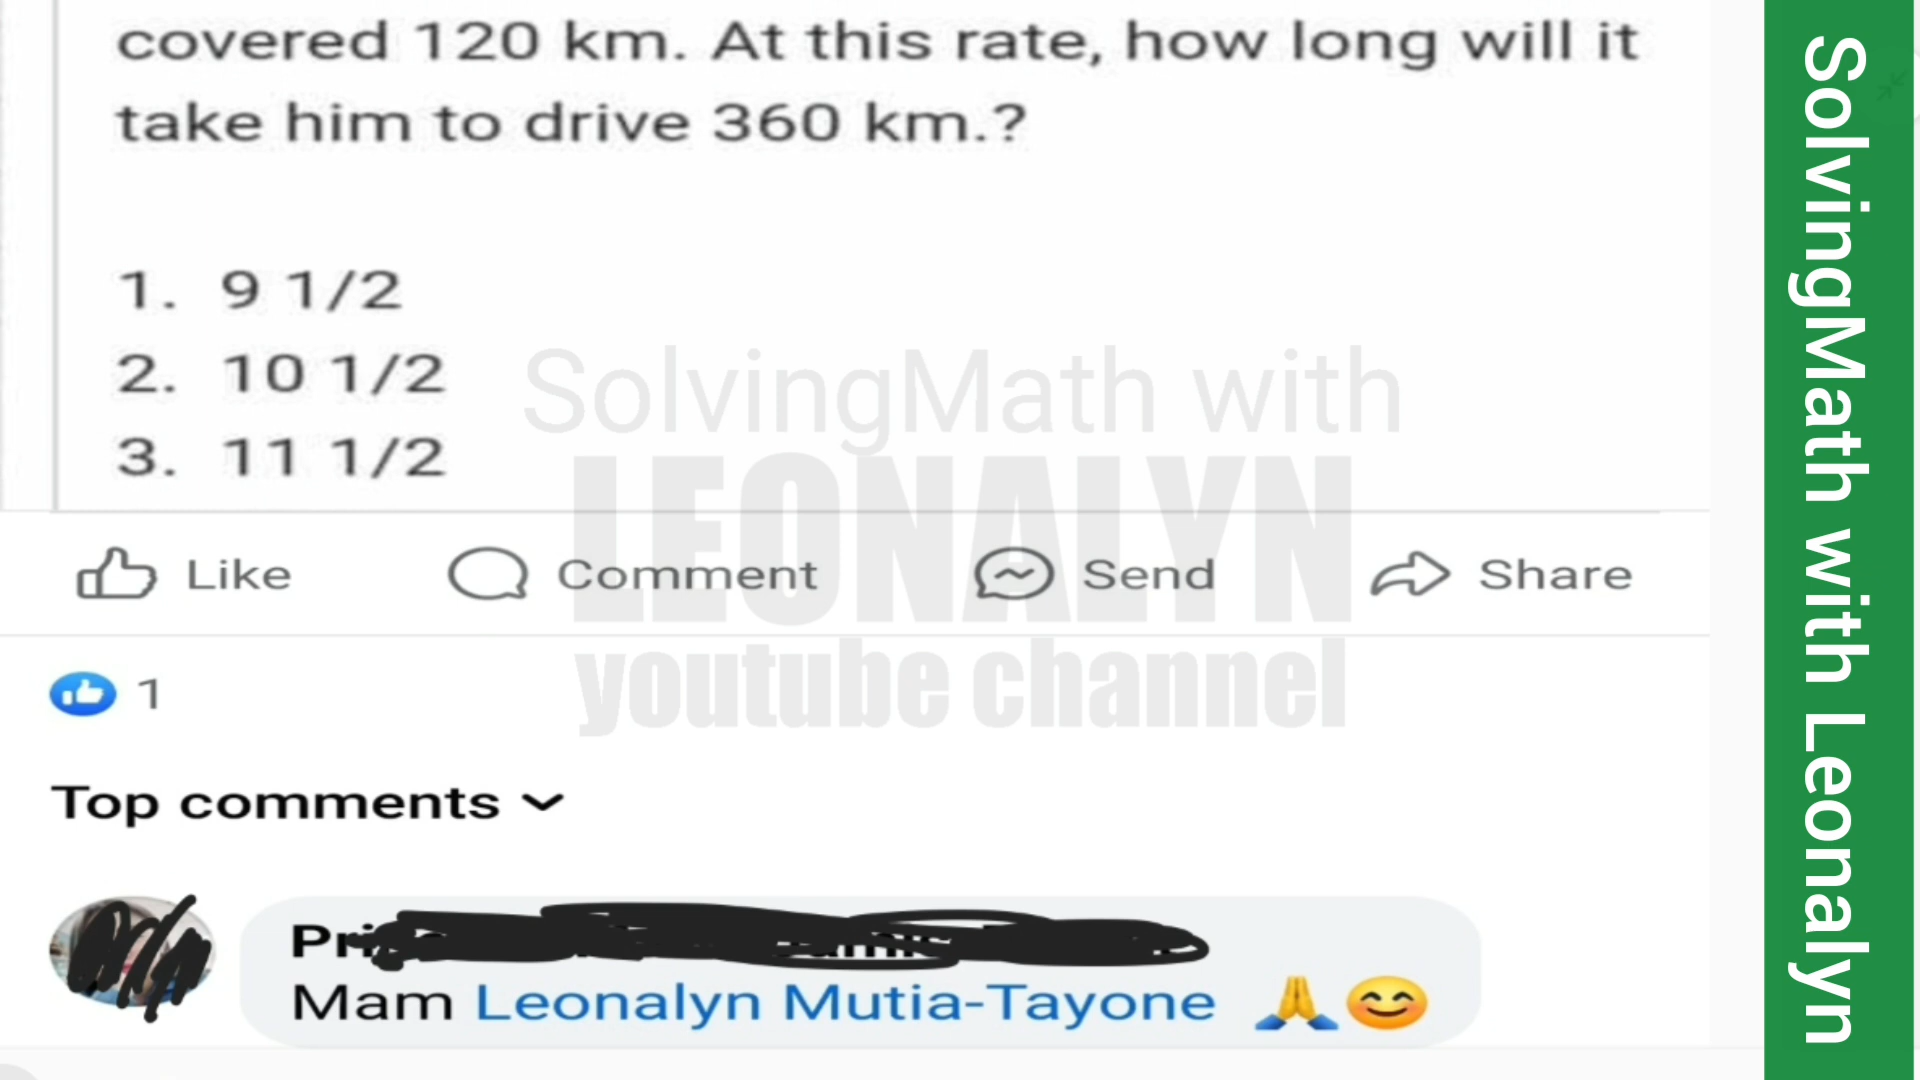 covered 120 km. At this rate, how long will it
take him to drive 360 km.?
1. 9 1/2
2. 10 1/2
3. 11 1/2
SolvingMath with
LEONALYN
youtube channel
Like Comment Send Share
1
Top comments
Mam Leonalyn Mutia-Tayone 🙏😊
SolvingMath with Leonalyn